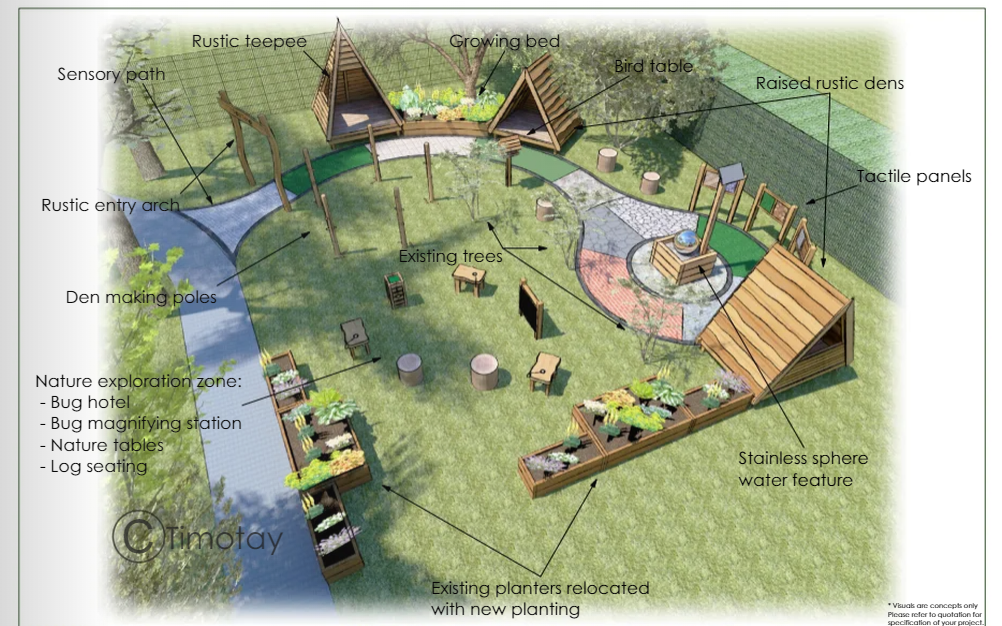 Rustic teepee
Growing bed
Sensory path
Bird table
Raised rustic dens
Tactile panels
Rustic entry arch
Existing trees
Den making poles
Nature exploration zone:
- Bug hotel
- Bug magnifying station
- Nature tables
- Log seating
Stainless sphere
water feature
© Timotay
Existing planters relocated
with new planting
* Visuals are concepts only
Please refer to quotation for
specification of your project.